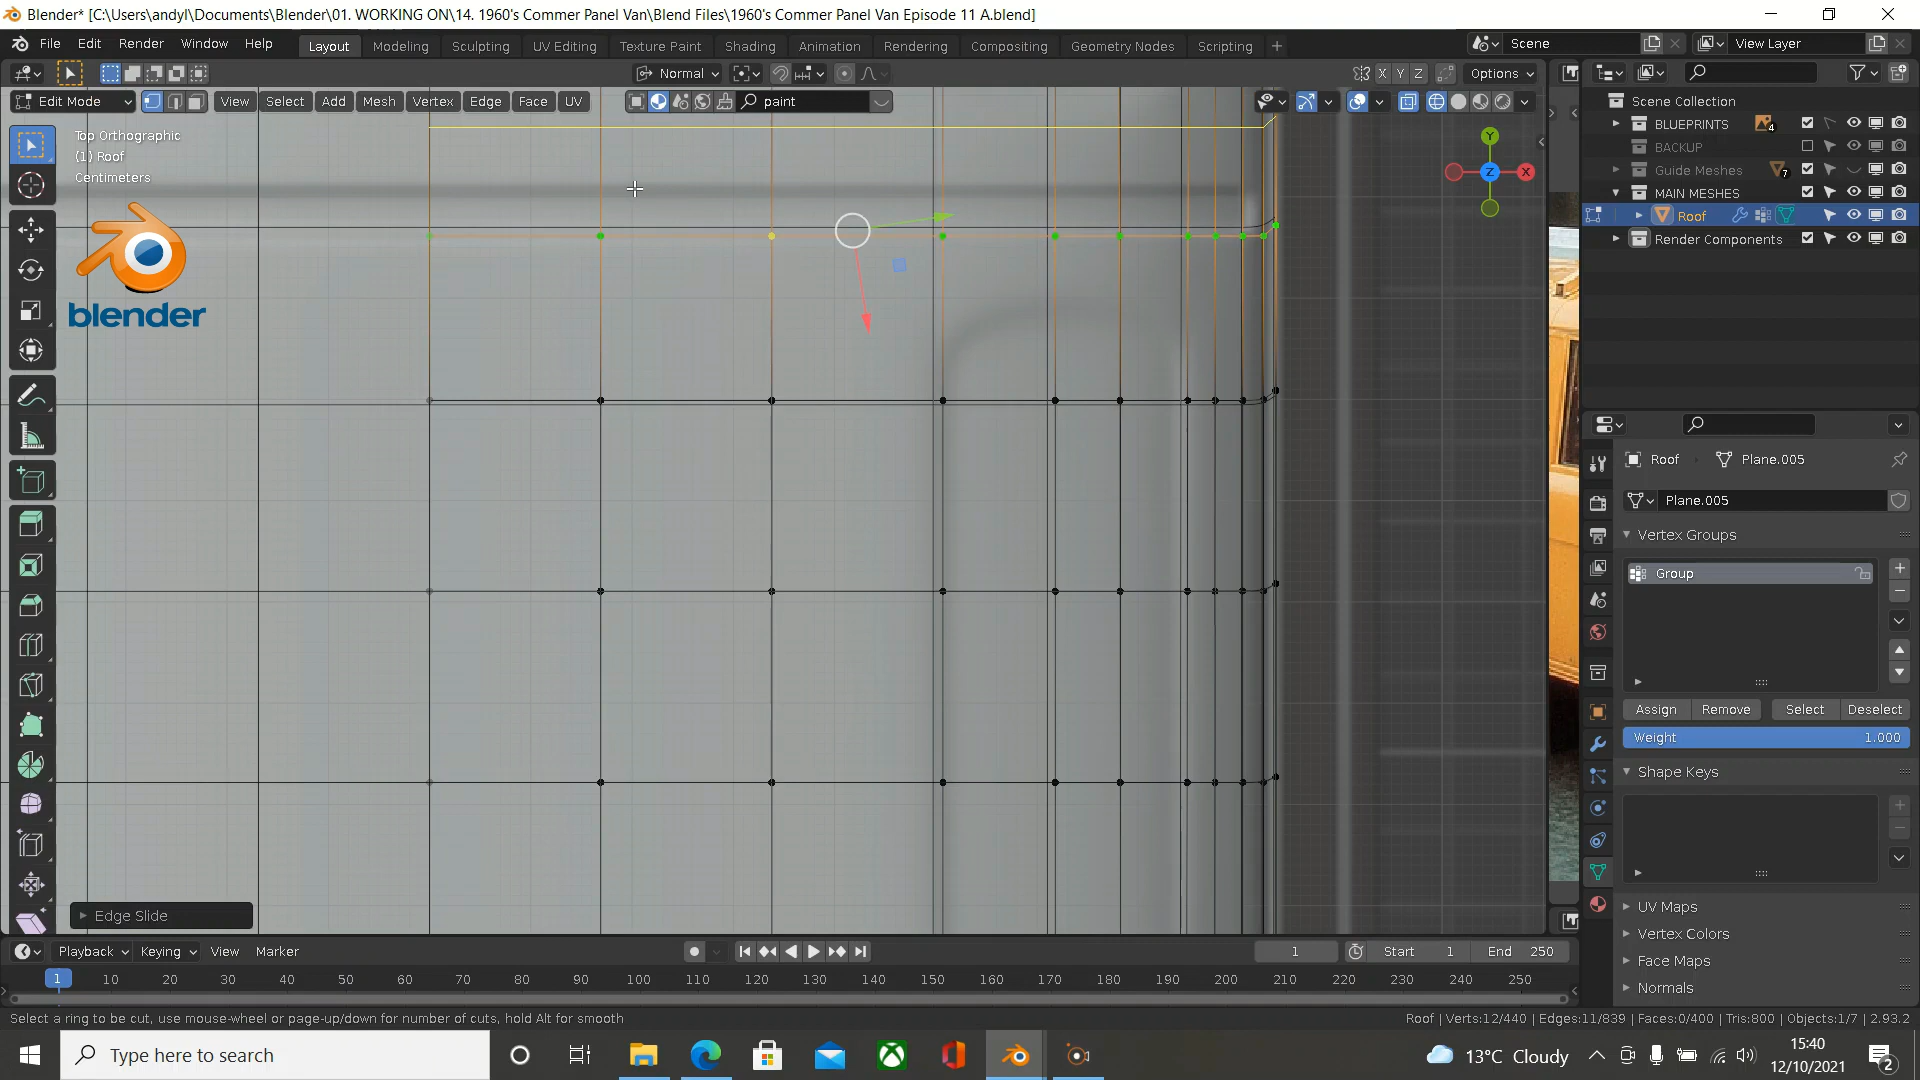 Blender* [C:\Users\andyl\Documents\Blender\01. WORKING ON\14. 1960's Commer Panel Van\Blend Files\1960's Commer Panel Van Episode 11 A.blend]
File Edit Render Window Help Layout Modeling Sculpting UV Editing Texture Paint Shading Animation Rendering Compositing Geometry Nodes Scripting + Scene View Layer
Normal X Y Z Options
Edit Mode View Select Add Mesh Vertex Edge Face UV paint
Top Orthographic
(1) Roof
Centimeters
blender
Y
Z
X
Scene Collection
BLUEPRINTS 4
BACKUP
Guide Meshes 7
MAIN MESHES
Roof
Render Components
Roof Plane.005
Plane.005
Vertex Groups
Group
Assign Remove Select Deselect
Weight 1.000
Shape Keys
UV Maps
Vertex Colors
Face Maps
Normals
Edge Slide
Playback Keying View Marker 1 Start 1 End 250
1 10 20 30 40 50 60 70 80 90 100 110 120 130 140 150 160 170 180 190 200 210 220 230 240 250
Select a ring to be cut, use mouse-wheel or page-up/down for number of cuts, hold Alt for smooth
Roof | Verts:12/440 | Edges:11/839 | Faces:0/400 | Tris:800 | Objects:1/7 | 2.93.2
Type here to search
13°C Cloudy
15:40
12/10/2021
2